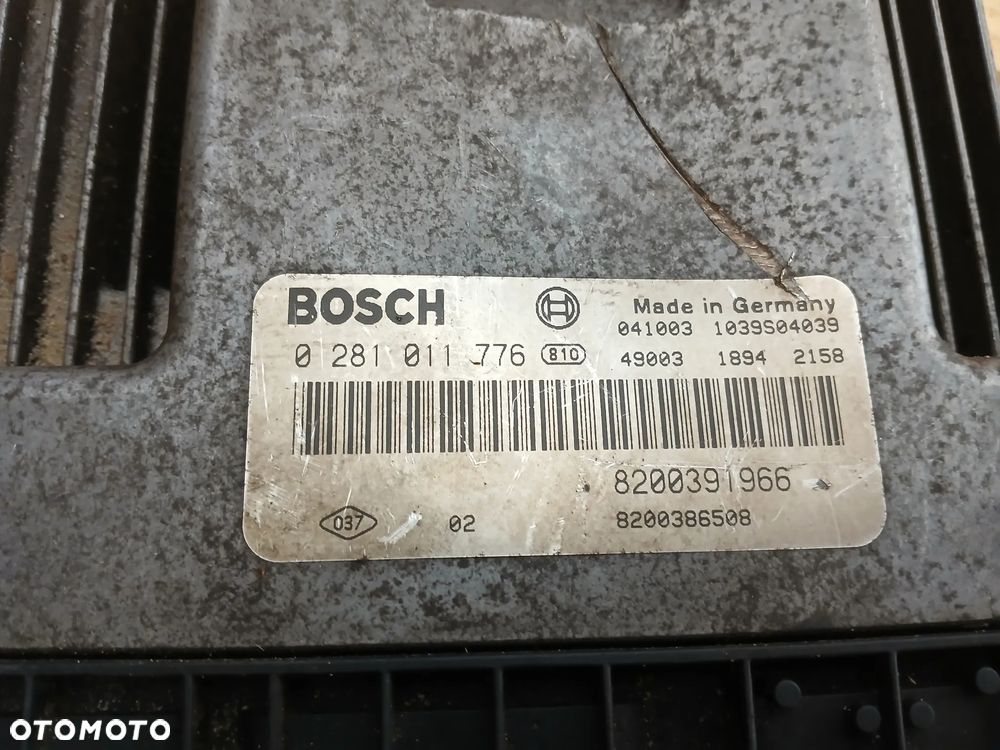 BOSCH
Made in Germany
041003 1039S04039
0 281 011 776 810 49003 1894 2158
8200391966
037 02 8200386508
OTOMOTO